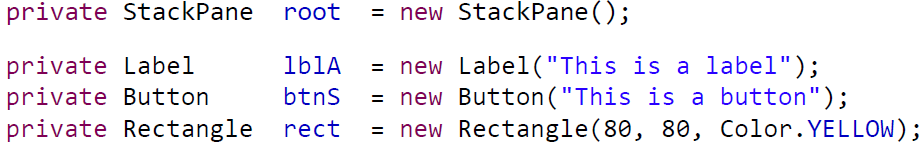 private StackPane  root  = new StackPane();
private Label      lblA  = new Label("This is a label");
private Button     btnS  = new Button("This is a button");
private Rectangle  rect  = new Rectangle(80, 80, Color.YELLOW);